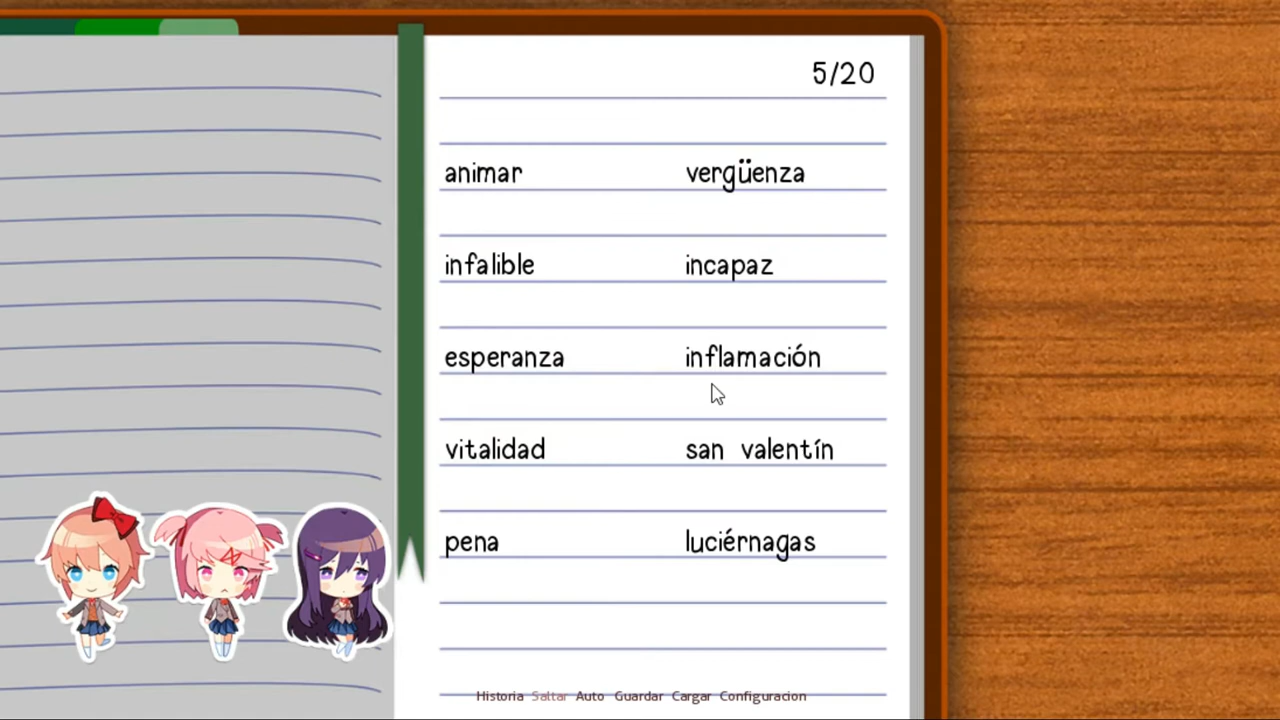 5/20
animar vergüenza
infalible incapaz
esperanza inflamación
vitalidad san valentín
pena luciérnagas
Historia Saltar Auto Guardar Cargar Configuracion